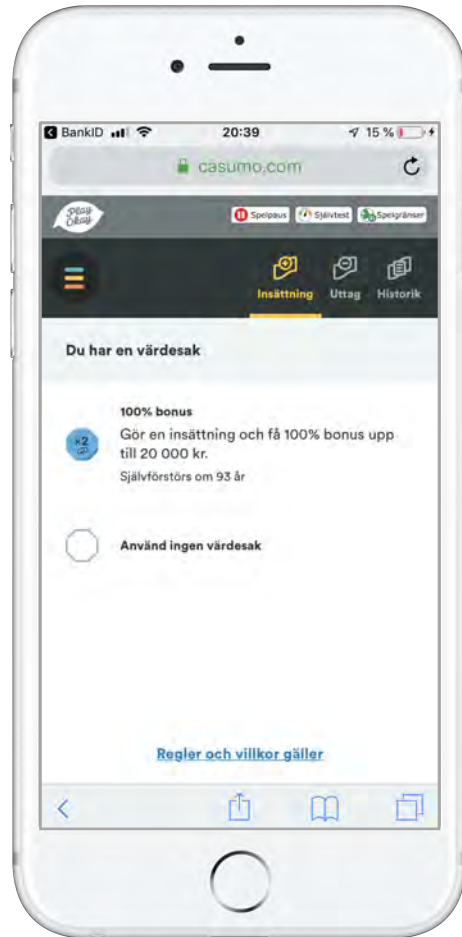 BankID
20:39
15 %
casumo.com
Play
Okay
Spelpaus
Självtest
Spelgränser
Insättning
Uttag
Historik
Du har en värdesak
x2
100% bonus
Gör en insättning och få 100% bonus upp
till 20 000 kr.
Självförstörs om 93 år
Använd ingen värdesak
Regler och villkor gäller